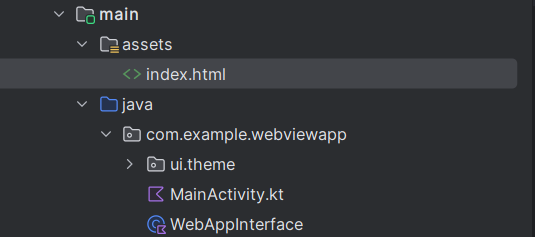 main
assets
index.html
java
com.example.webviewapp
ui.theme
MainActivity.kt
WebAppInterface